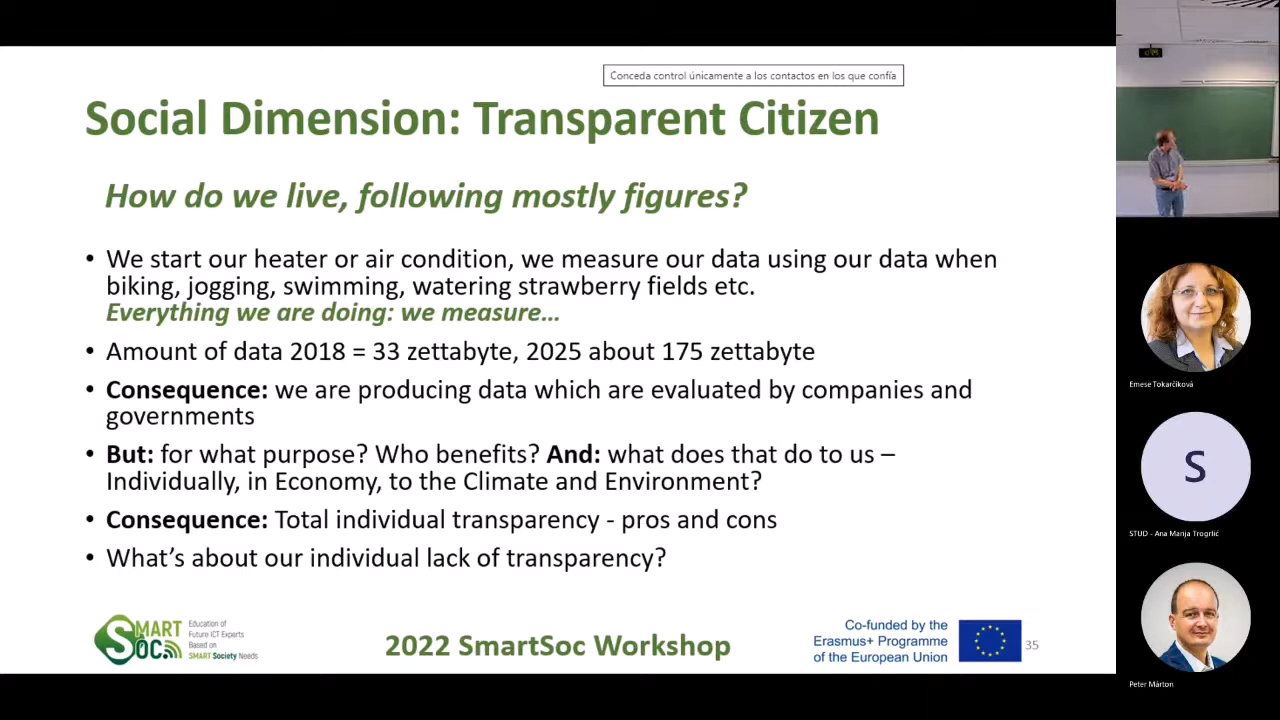 Conceda control únicamente a los contactos en los que confía
Social Dimension: Transparent Citizen
How do we live, following mostly figures?
• We start our heater or air condition, we measure our data using our data when
biking, jogging, swimming, watering strawberry fields etc.
Everything we are doing: we measure...
• Amount of data 2018 = 33 zettabyte, 2025 about 175 zettabyte
• Consequence: we are producing data which are evaluated by companies and
governments
• But: for what purpose? Who benefits? And: what does that do to us –
Individually, in Economy, to the Climate and Environment?
• Consequence: Total individual transparency - pros and cons
• What's about our individual lack of transparency?
SMART
SOC
Education of
Future ICT Experts
Based on
SMART Society Needs
2022 SmartSoc Workshop
Co-funded by the
Erasmus+ Programme
of the European Union
35
Emese Tokarčíková
S
STUD - Ana Marija Trogrlić
Peter Márton